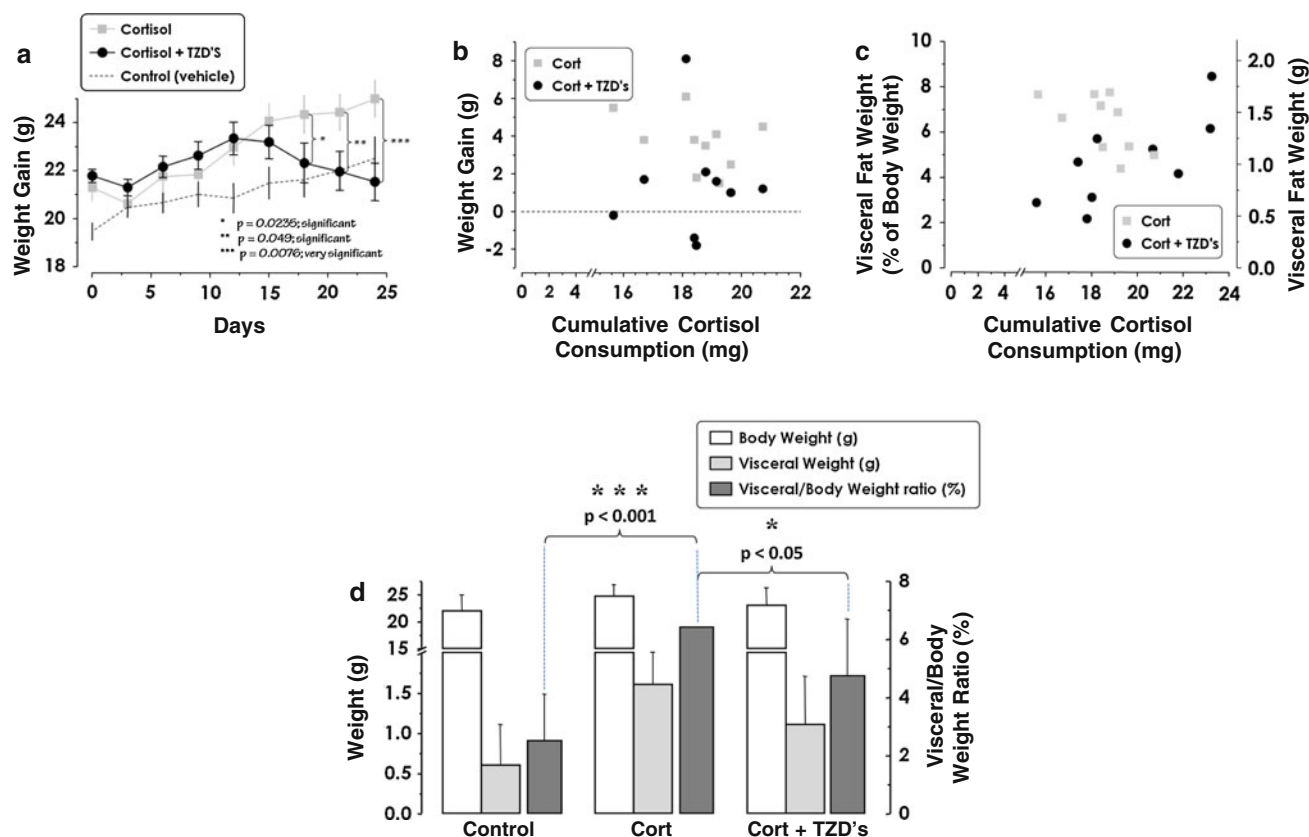 a
Cortisol
Cortisol + TZD'S
Control (vehicle)
Weight Gain (g)
24
22
20
18
*
**
***
* p = 0.0235; significant
** p = 0.049; significant
*** p = 0.0076; very significant
0 5 10 15 20 25
Days
b
Cort
Cort + TZD's
Weight Gain (g)
8
6
4
2
0
-2
0 2 4 16 18 20 22
Cumulative Cortisol
Consumption (mg)
c
Visceral Fat Weight
(% of Body Weight)
10
8
6
4
2
0
Cort
Cort + TZD's
2.0
1.5
1.0
0.5
0.0
Visceral Fat Weight (g)
0 2 4 16 18 20 22 24
Cumulative Cortisol
Consumption (mg)
Body Weight (g)
Visceral Weight (g)
Visceral/Body Weight ratio (%)
* * *
p < 0.001
*
p < 0.05
d
Weight (g)
25
20
15
1.5
1.0
0.5
0.0
8
6
4
2
0
Visceral/Body
Weight Ratio (%)
Control Cort Cort + TZD's